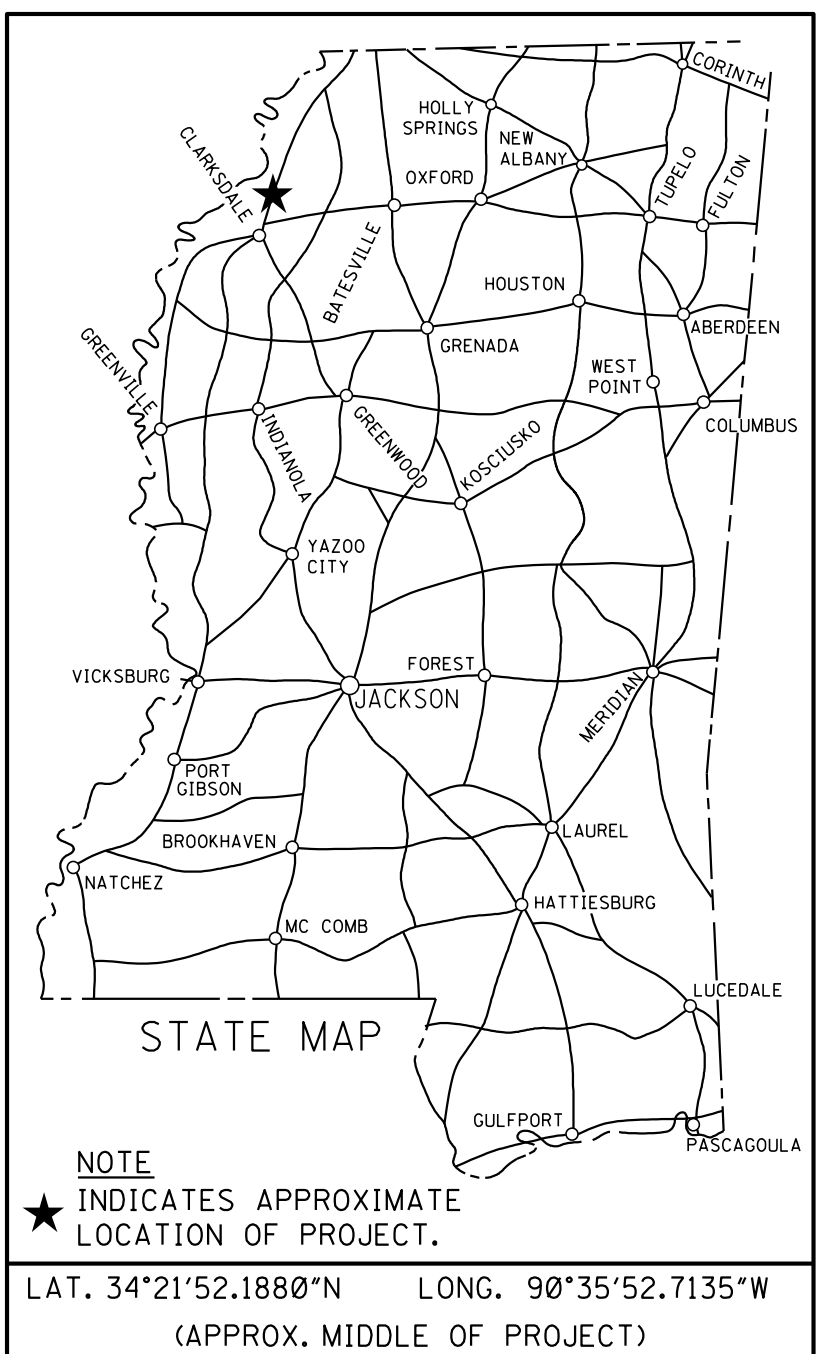 CORINTH
HOLLY
SPRINGS
NEW
ALBANY
CLARKSDALE
OXFORD
TUPELO
FULTON
BATESVILLE
HOUSTON
ABERDEEN
GREENVILLE
GRENADA
WEST
POINT
COLUMBUS
INDIANOLA
GREENWOOD
KOSCIUSKO
YAZOO
CITY
VICKSBURG
FOREST
JACKSON
MERIDIAN
PORT
GIBSON
BROOKHAVEN
LAUREL
NATCHEZ
HATTIESBURG
MC COMB
LUCEDALE
STATE MAP
GULFPORT
PASCAGOULA
NOTE
INDICATES APPROXIMATE
LOCATION OF PROJECT.
LAT. 34°21'52.1880"N LONG. 90°35'52.7135"W
(APPROX. MIDDLE OF PROJECT)